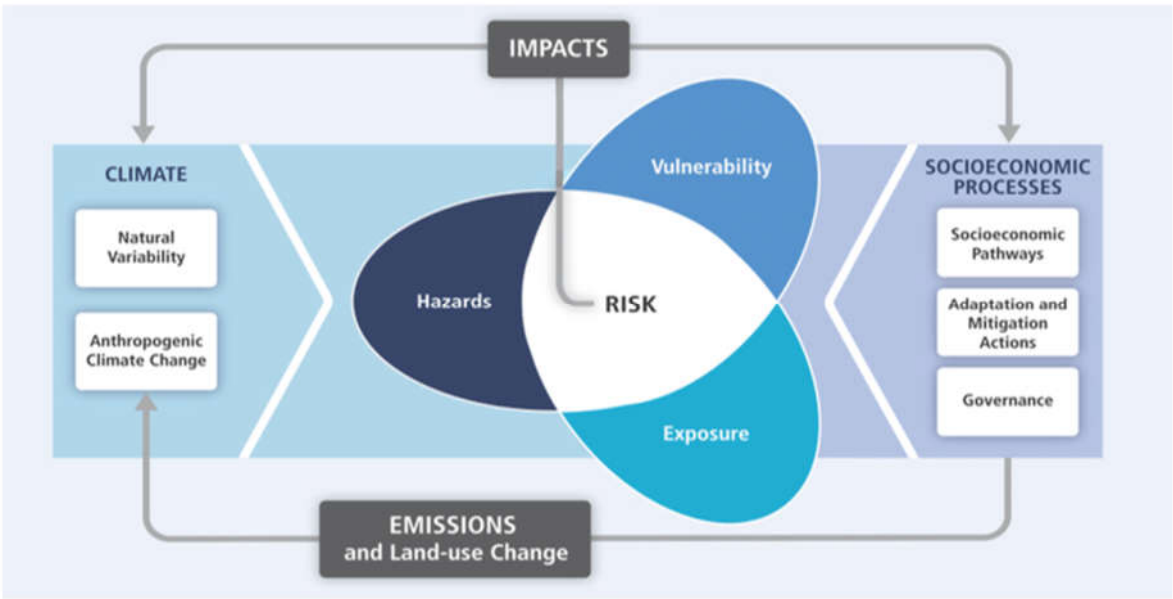 IMPACTS
CLIMATE
Natural
Variability
Anthropogenic
Climate Change
Vulnerability
Hazards
RISK
Exposure
SOCIOECONOMIC
PROCESSES
Socioeconomic
Pathways
Adaptation and
Mitigation
Actions
Governance
EMISSIONS
and Land-use Change